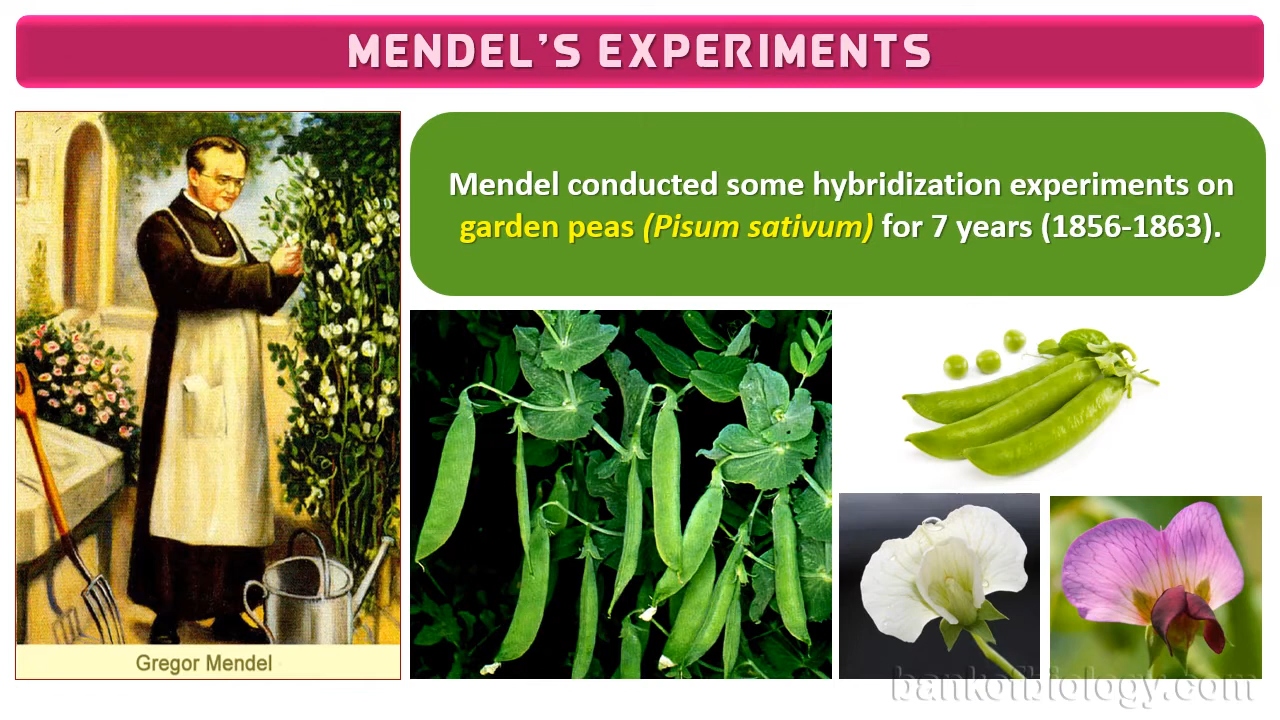 MENDEL'S EXPERIMENTS
Mendel conducted some hybridization experiments on
garden peas (Pisum sativum) for 7 years (1856-1863).
Gregor Mendel
bankofbiology.com